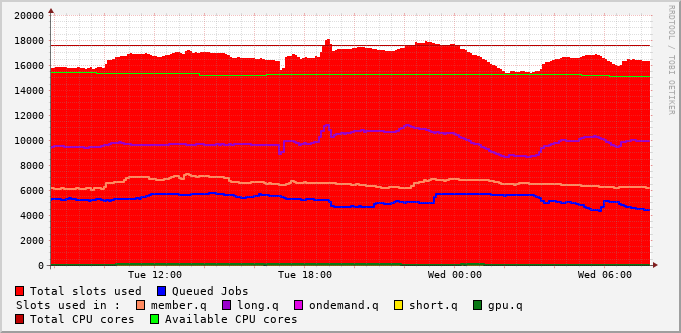 20000
18000
16000
14000
12000
10000
8000
6000
4000
2000
0
Tue 12:00 Tue 18:00 Wed 00:00 Wed 06:00
Total slots used Queued Jobs
Slots used in : member.q long.q ondemand.q short.q gpu.q
Total CPU cores Available CPU cores
RRDTOOL / TOBI OETIKER